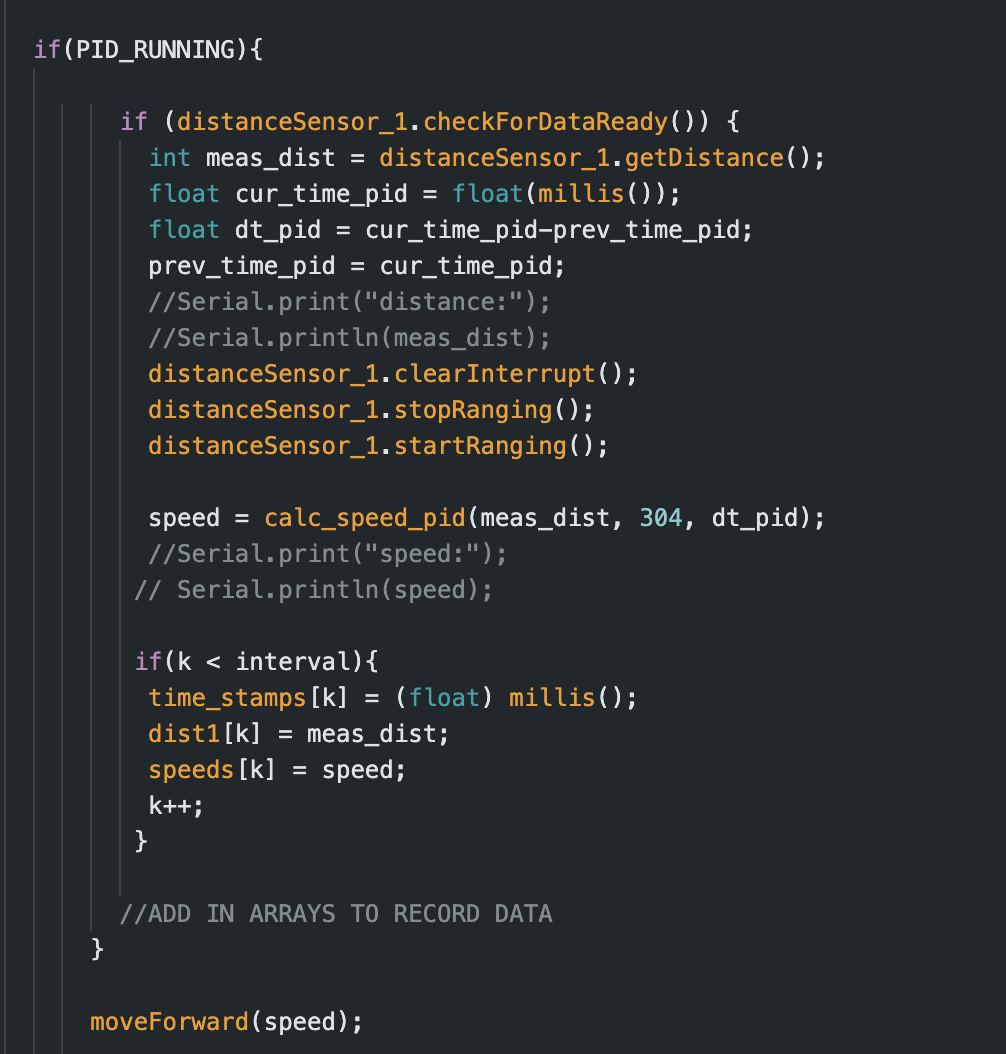 if(PID_RUNNING){
if (distanceSensor_1.checkForDataReady()) {
int meas_dist = distanceSensor_1.getDistance();
float cur_time_pid = float(millis());
float dt_pid = cur_time_pid-prev_time_pid;
prev_time_pid = cur_time_pid;
//Serial.print("distance:");
//Serial.println(meas_dist);
distanceSensor_1.clearInterrupt();
distanceSensor_1.stopRanging();
distanceSensor_1.startRanging();
speed = calc_speed_pid(meas_dist, 304, dt_pid);
//Serial.print("speed:");
// Serial.println(speed);
if(k < interval){
time_stamps[k] = (float) millis();
dist1[k] = meas_dist;
speeds[k] = speed;
k++;
}
//ADD IN ARRAYS TO RECORD DATA
}
moveForward(speed);